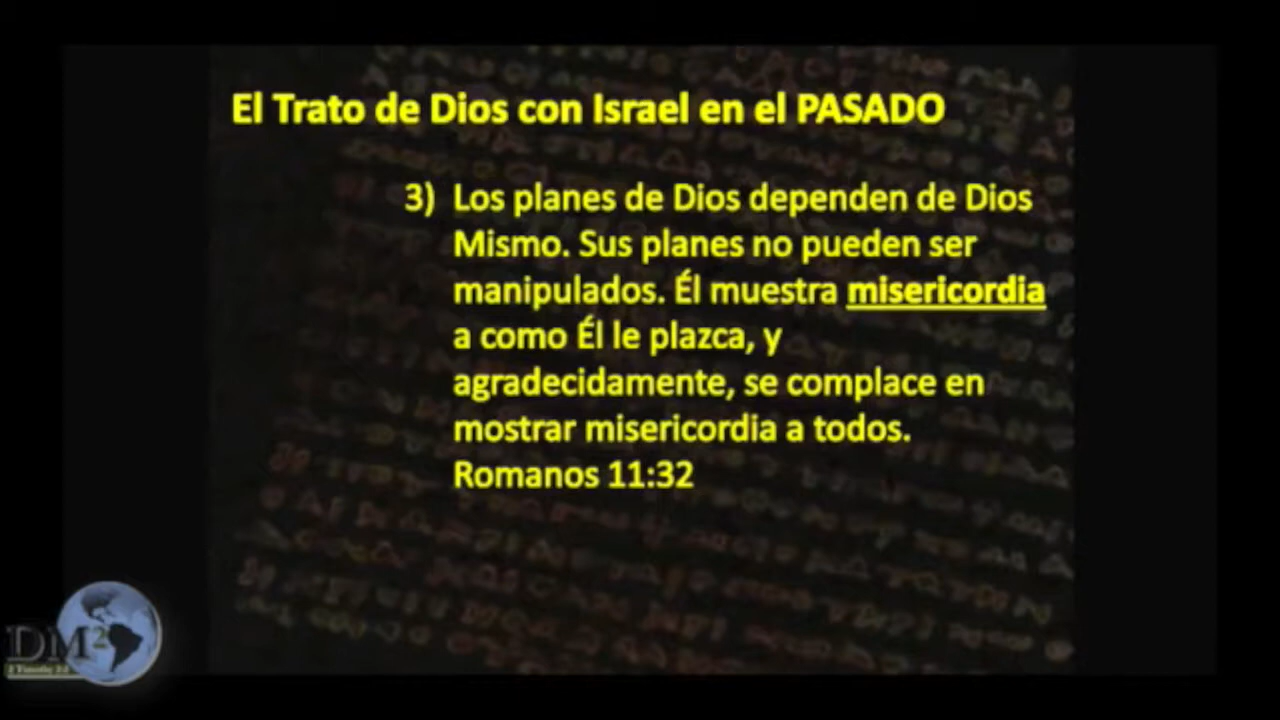 El Trato de Dios con Israel en el PASADO
3) Los planes de Dios dependen de Dios
Mismo. Sus planes no pueden ser
manipulados. Él muestra misericordia
a como Él le plazca, y
agradecidamente, se complace en
mostrar misericordia a todos.
Romanos 11:32
DM2